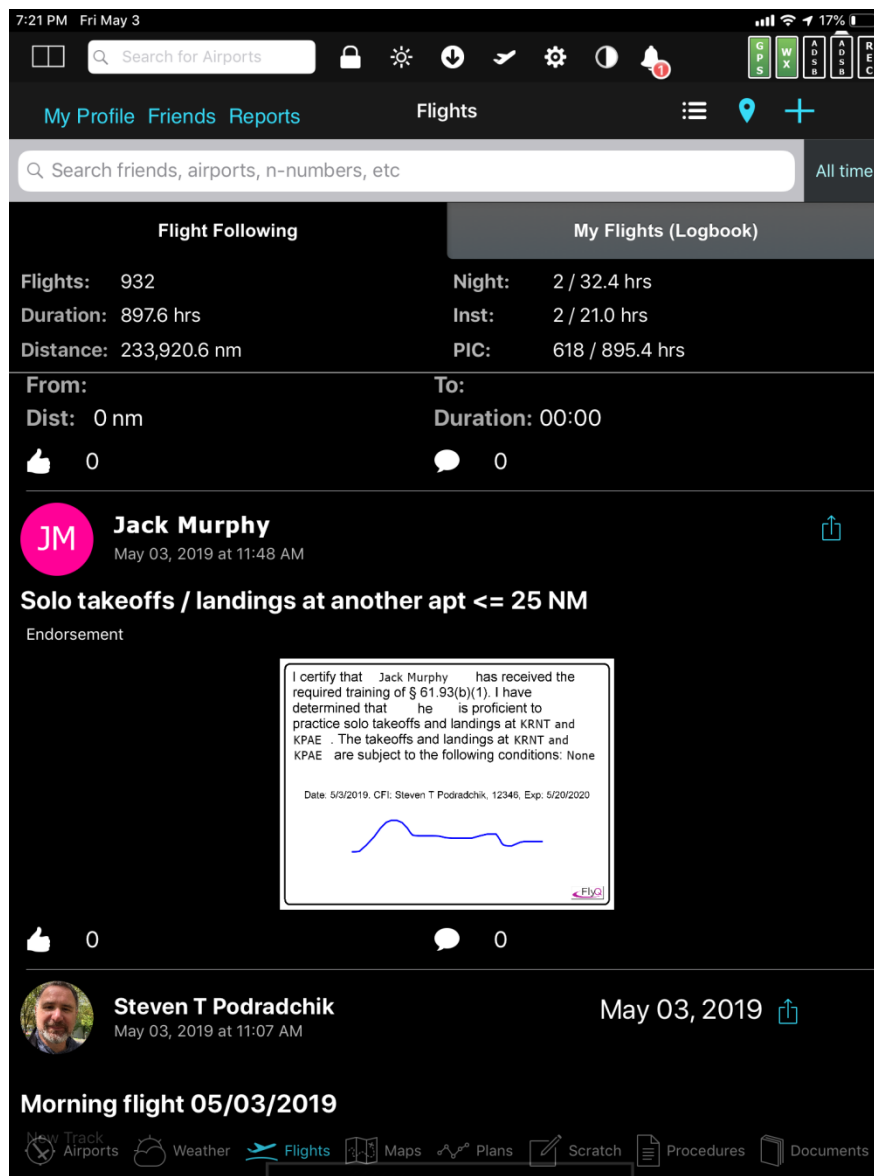 7:21 PM Fri May 3 17%
Search for Airports 1 GPS WX ADSB ADSB REC
My Profile Friends Reports Flights
Search friends, airports, n-numbers, etc All time
Flight Following My Flights (Logbook)
Flights: 932 Night: 2 / 32.4 hrs
Duration: 897.6 hrs Inst: 2 / 21.0 hrs
Distance: 233,920.6 nm PIC: 618 / 895.4 hrs
From: To:
Dist: 0 nm Duration: 00:00
0 0
JM Jack Murphy
May 03, 2019 at 11:48 AM
Solo takeoffs / landings at another apt <= 25 NM
Endorsement
I certify that Jack Murphy has received the
required training of § 61.93(b)(1). I have
determined that he is proficient to
practice solo takeoffs and landings at KRNT and
KPAE . The takeoffs and landings at KRNT and
KPAE are subject to the following conditions: None
Date: 5/3/2019, CFI: Steven T Podradchik, 12346, Exp: 5/20/2020
FlyQ
0 0
Steven T Podradchik May 03, 2019
May 03, 2019 at 11:07 AM
Morning flight 05/03/2019
New Track
Airports Weather Flights Maps Plans Scratch Procedures Documents